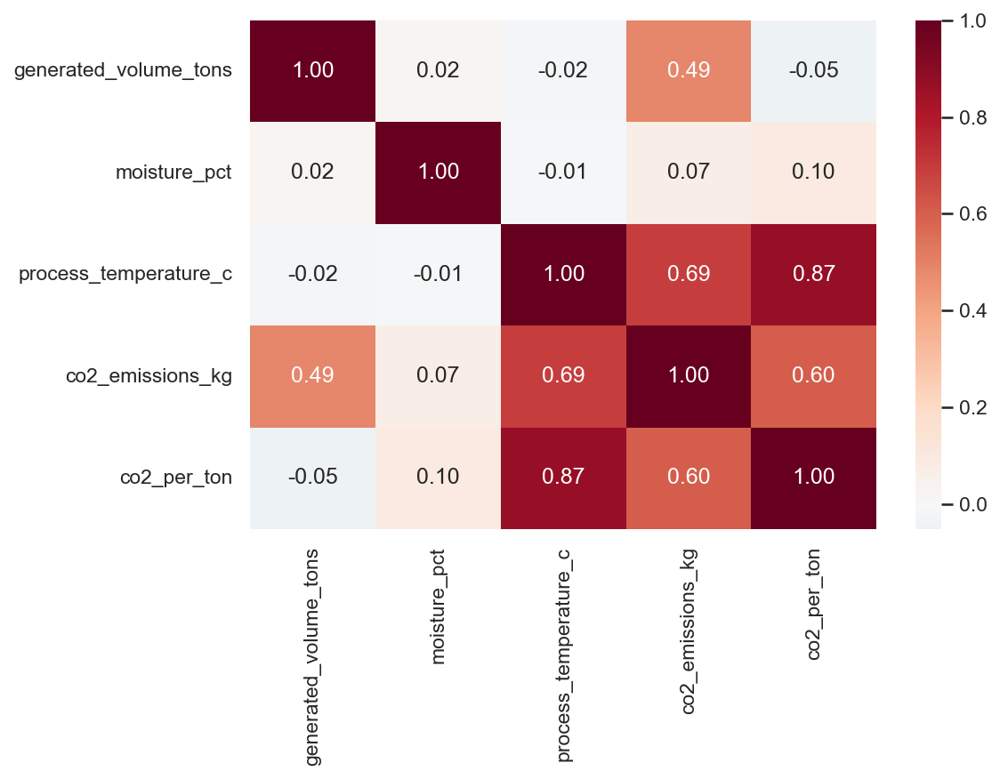 generated_volume_tons 1.00 0.02 -0.02 0.49 -0.05
moisture_pct 0.02 1.00 -0.01 0.07 0.10
process_temperature_c -0.02 -0.01 1.00 0.69 0.87
co2_emissions_kg 0.49 0.07 0.69 1.00 0.60
co2_per_ton -0.05 0.10 0.87 0.60 1.00
generated_volume_tons
moisture_pct
process_temperature_c
co2_emissions_kg
co2_per_ton
1.0
0.8
0.6
0.4
0.2
0.0